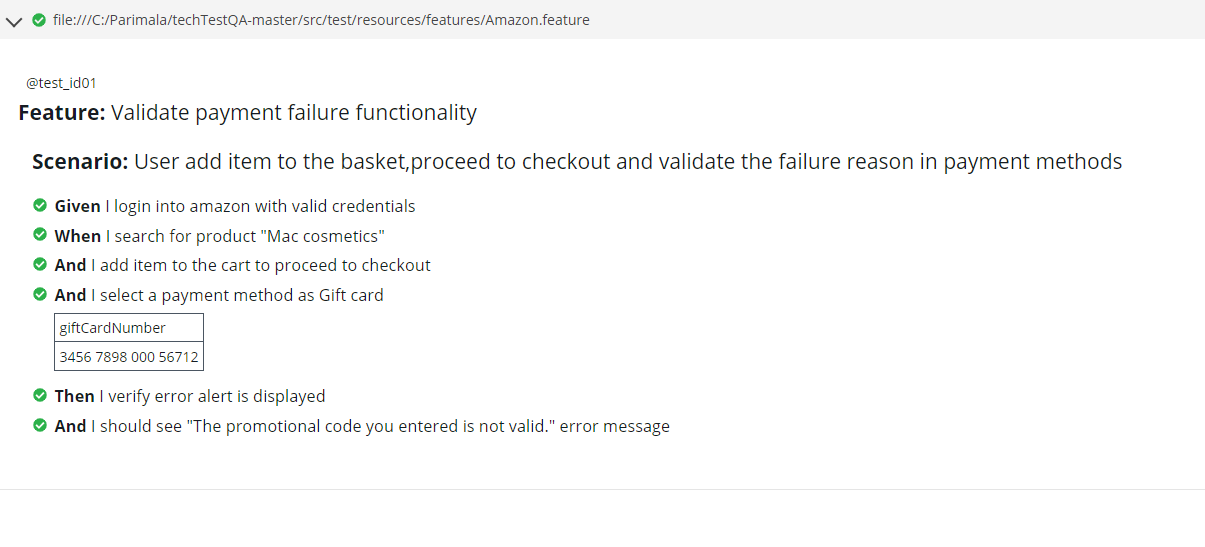 file:///C:/Parimala/techTestQA-master/src/test/resources/features/Amazon.feature
@test_id01
Feature: Validate payment failure functionality
Scenario: User add item to the basket,proceed to checkout and validate the failure reason in payment methods
Given I login into amazon with valid credentials
When I search for product "Mac cosmetics"
And I add item to the cart to proceed to checkout
And I select a payment method as Gift card
giftCardNumber
3456 7898 000 56712
Then I verify error alert is displayed
And I should see "The promotional code you entered is not valid." error message